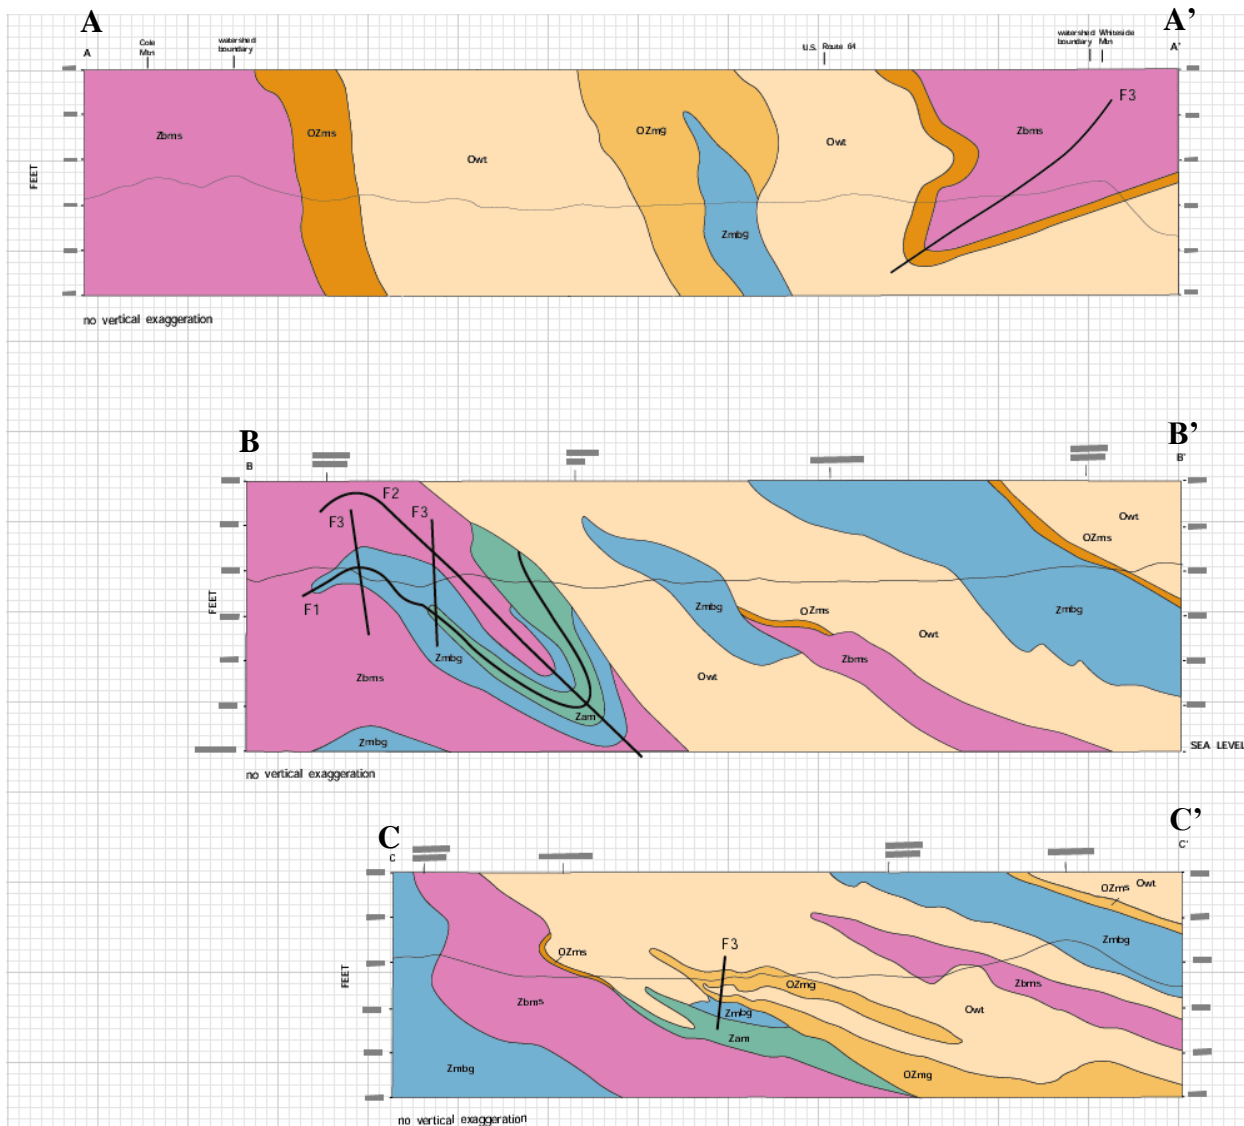 A A’
Cole
Mtn
watershed
boundary
U.S. Route 64
watershed Whiteside
boundary Mtn
A A'
F3
Zbms OZms Owt OZmg Owt Zbms
FEET
Zmbg
no vertical exaggeration
B B’
B B'
F2
F3 F3
Owt
OZms
F1
FEET
Zmbg OZms Zmbg
Zmbg Zbms Owt
Zbms Owt
Zam
Zmbg
SEA LEVEL
no vertical exaggeration
C C’
C C'
OZms Owt
F3 Zmbg
OZms
FEET
OZmg Zbms
Zbms Zmbg Owt
Zam
Zmbg OZmg
no vertical exaggeration